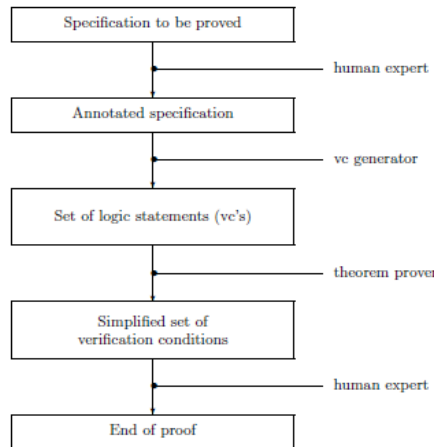 Specification to be proved
human expert
Annotated specification
vc generator
Set of logic statements (vc's)
theorem prover
Simplified set of
verification conditions
human expert
End of proof